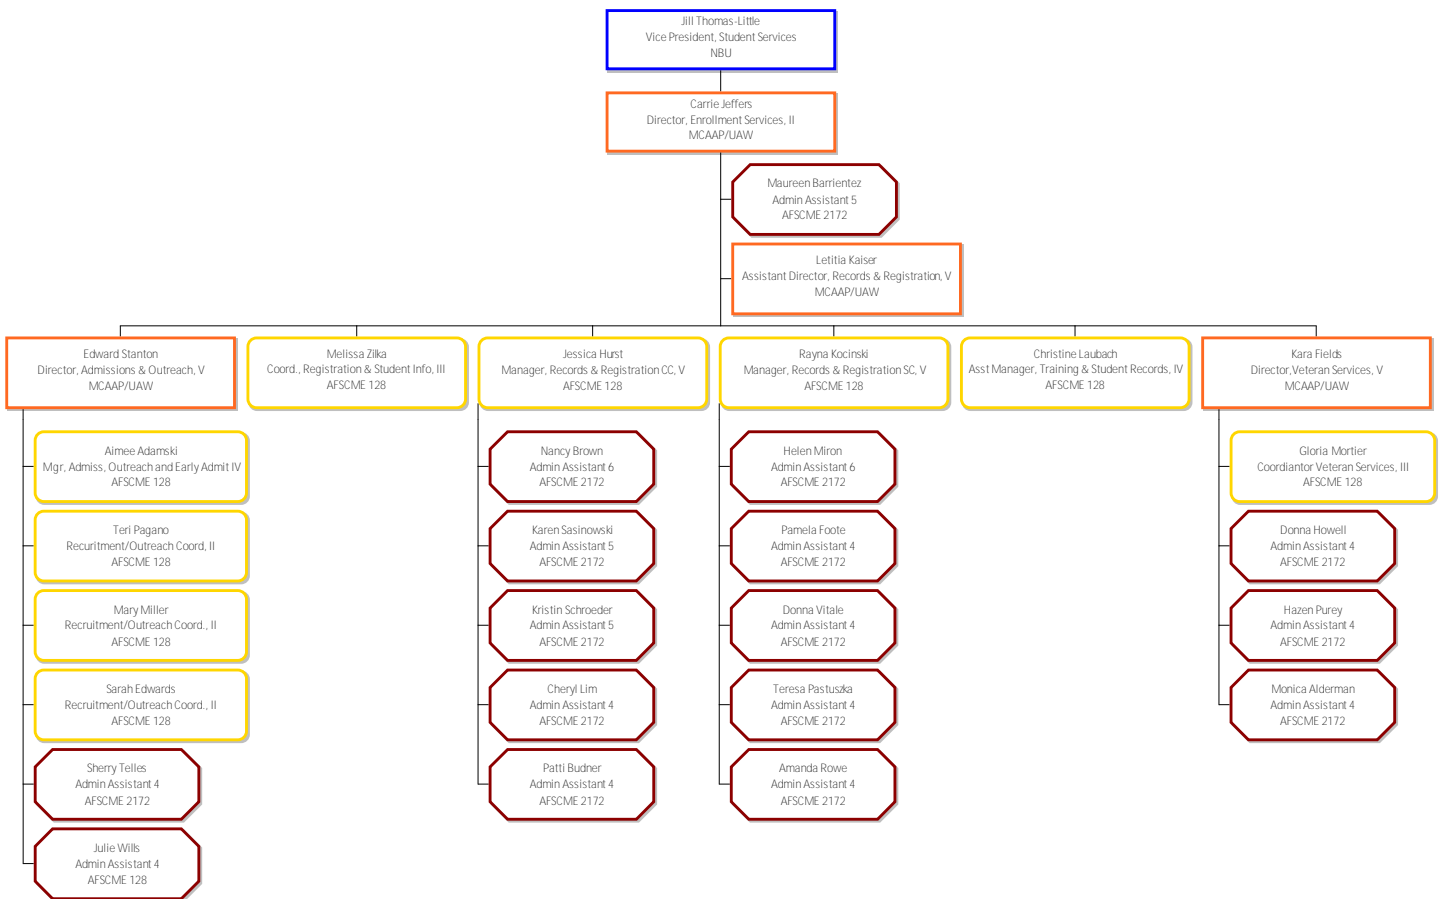 Jill Thomas-Little
Vice President, Student Services
NBU
Carrie Jeffers
Director, Enrollment Services, II
MCAAP/UAW
Maureen Barrientez
Admin Assistant 5
AFSCME 2172
Letitia Kaiser
Assistant Director, Records & Registration, V
MCAAP/UAW
Edward Stanton
Director, Admissions & Outreach, V
MCAAP/UAW
Melissa Zilka
Coord., Registration & Student Info, III
AFSCME 128
Jessica Hurst
Manager, Records & Registration CC, V
AFSCME 128
Rayna Kocinski
Manager, Records & Registration SC, V
AFSCME 128
Christine Laubach
Asst Manager, Training & Student Records, IV
AFSCME 128
Kara Fields
Director,Veteran Services, V
MCAAP/UAW
Aimee Adamski
Mgr, Admiss, Outreach and Early Admit IV
AFSCME 128
Teri Pagano
Recuritment/Outreach Coord, II
AFSCME 128
Mary Miller
Recruitment/Outreach Coord., II
AFSCME 128
Sarah Edwards
Recruitment/Outreach Coord., II
AFSCME 128
Sherry Telles
Admin Assistant 4
AFSCME 2172
Julie Wills
Admin Assistant 4
AFSCME 128
Nancy Brown
Admin Assistant 6
AFSCME 2172
Karen Sasinowski
Admin Assistant 5
AFSCME 2172
Kristin Schroeder
Admin Assistant 5
AFSCME 2172
Cheryl Lim
Admin Assistant 4
AFSCME 2172
Patti Budner
Admin Assistant 4
AFSCME 2172
Helen Miron
Admin Assistant 6
AFSCME 2172
Pamela Foote
Admin Assistant 4
AFSCME 2172
Donna Vitale
Admin Assistant 4
AFSCME 2172
Teresa Pastuszka
Admin Assistant 4
AFSCME 2172
Amanda Rowe
Admin Assistant 4
AFSCME 2172
Gloria Mortier
Coordiantor Veteran Services, III
AFSCME 128
Donna Howell
Admin Assistant 4
AFSCME 2172
Hazen Purey
Admin Assistant 4
AFSCME 2172
Monica Alderman
Admin Assistant 4
AFSCME 2172